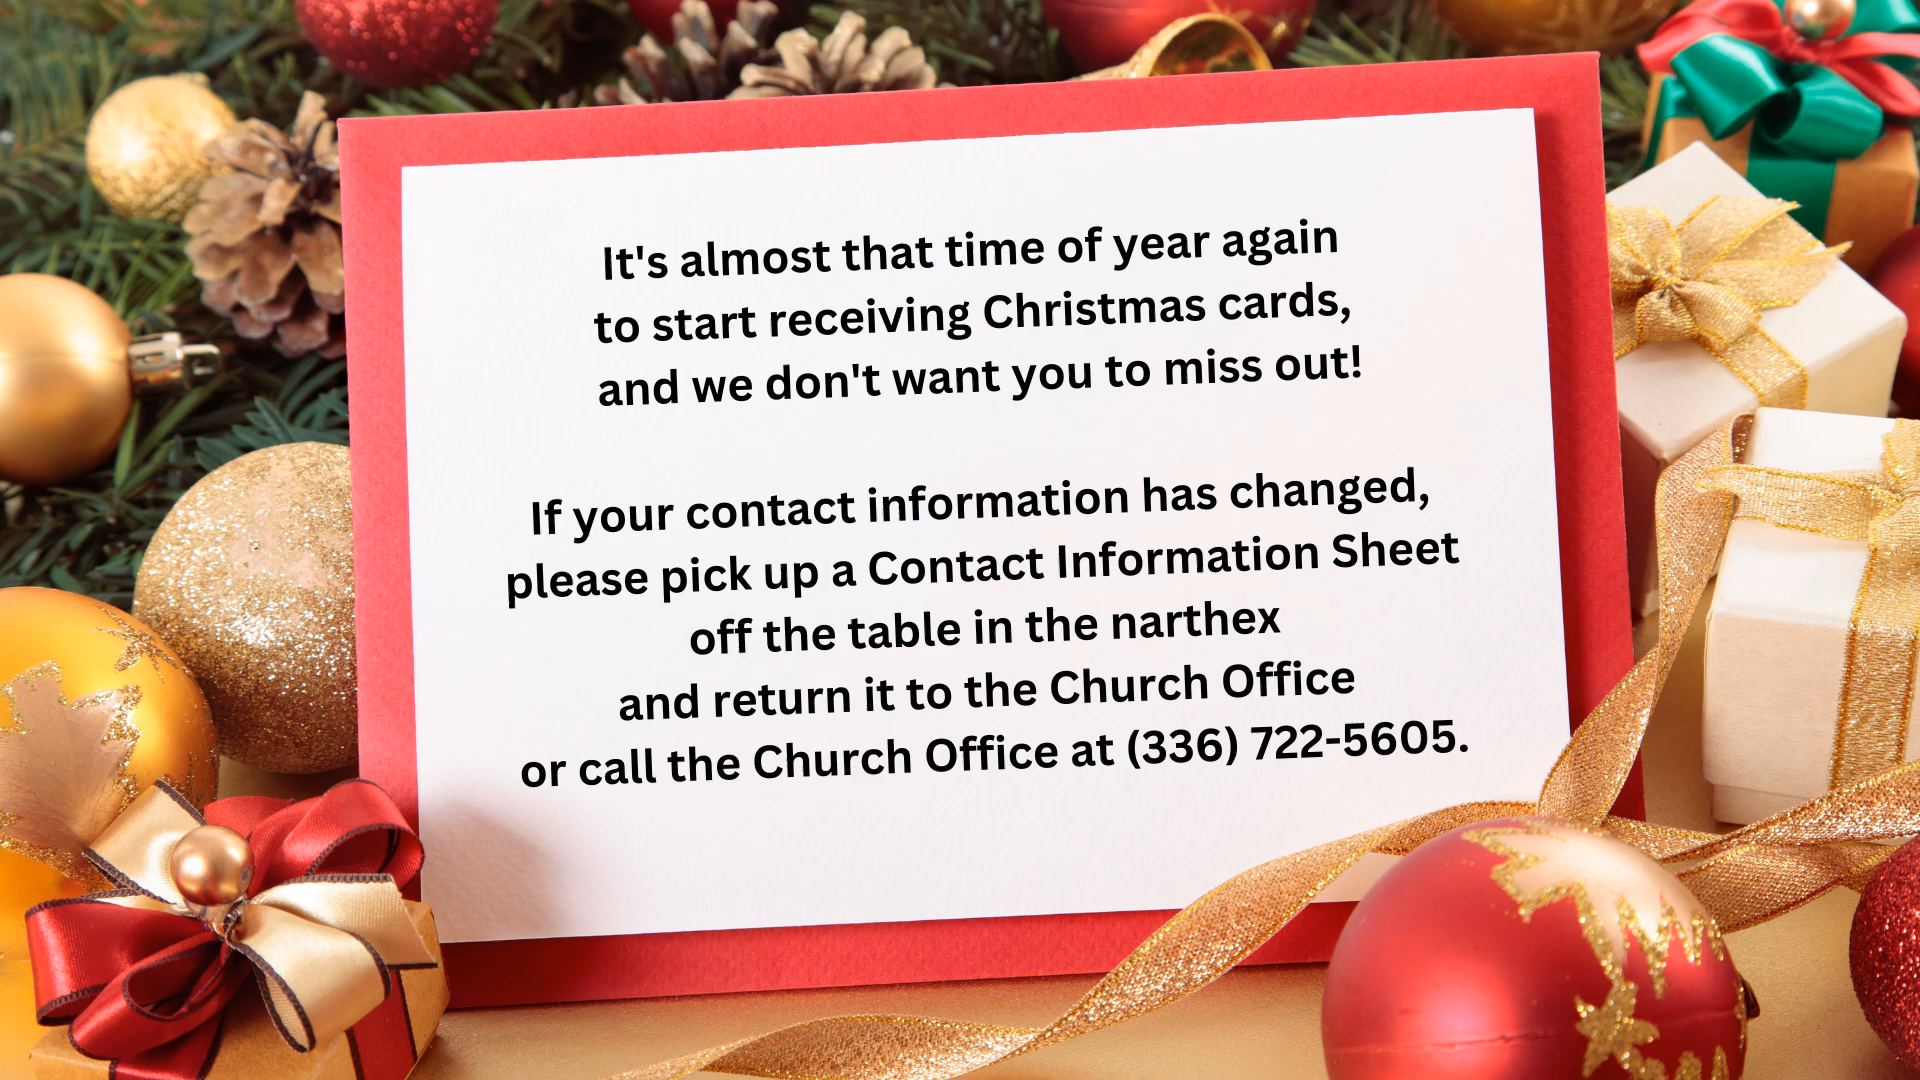 It's almost that time of year again
to start receiving Christmas cards,
and we don't want you to miss out!
If your contact information has changed,
please pick up a Contact Information Sheet
off the table in the narthex
and return it to the Church Office
or call the Church Office at (336) 722-5605.